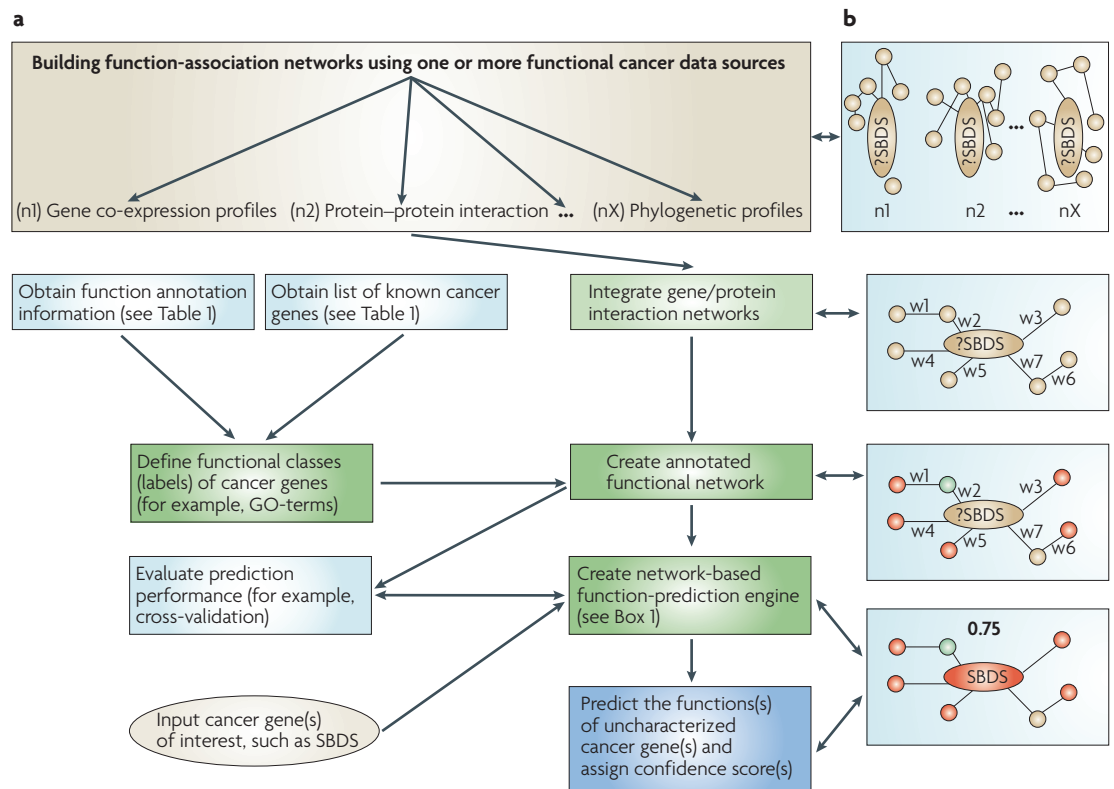 a
Building function-association networks using one or more functional cancer data sources
(n1) Gene co-expression profiles
(n2) Protein–protein interaction
...
(nX) Phylogenetic profiles
Obtain function annotation
information (see Table 1)
Obtain list of known cancer
genes (see Table 1)
Integrate gene/protein
interaction networks
Define functional classes
(labels) of cancer genes
(for example, GO-terms)
Create annotated
functional network
Evaluate prediction
performance (for example,
cross-validation)
Create network-based
function-prediction engine
(see Box 1)
Input cancer gene(s)
of interest, such as SBDS
Predict the functions(s)
of uncharacterized
cancer gene(s) and
assign confidence score(s)
b
?SBDS
?SBDS
...
?SBDS
n1
n2
...
nX
w1
w2
w3
?SBDS
w4
w5
w7
w6
w1
w2
w3
?SBDS
w4
w5
w7
w6
0.75
SBDS